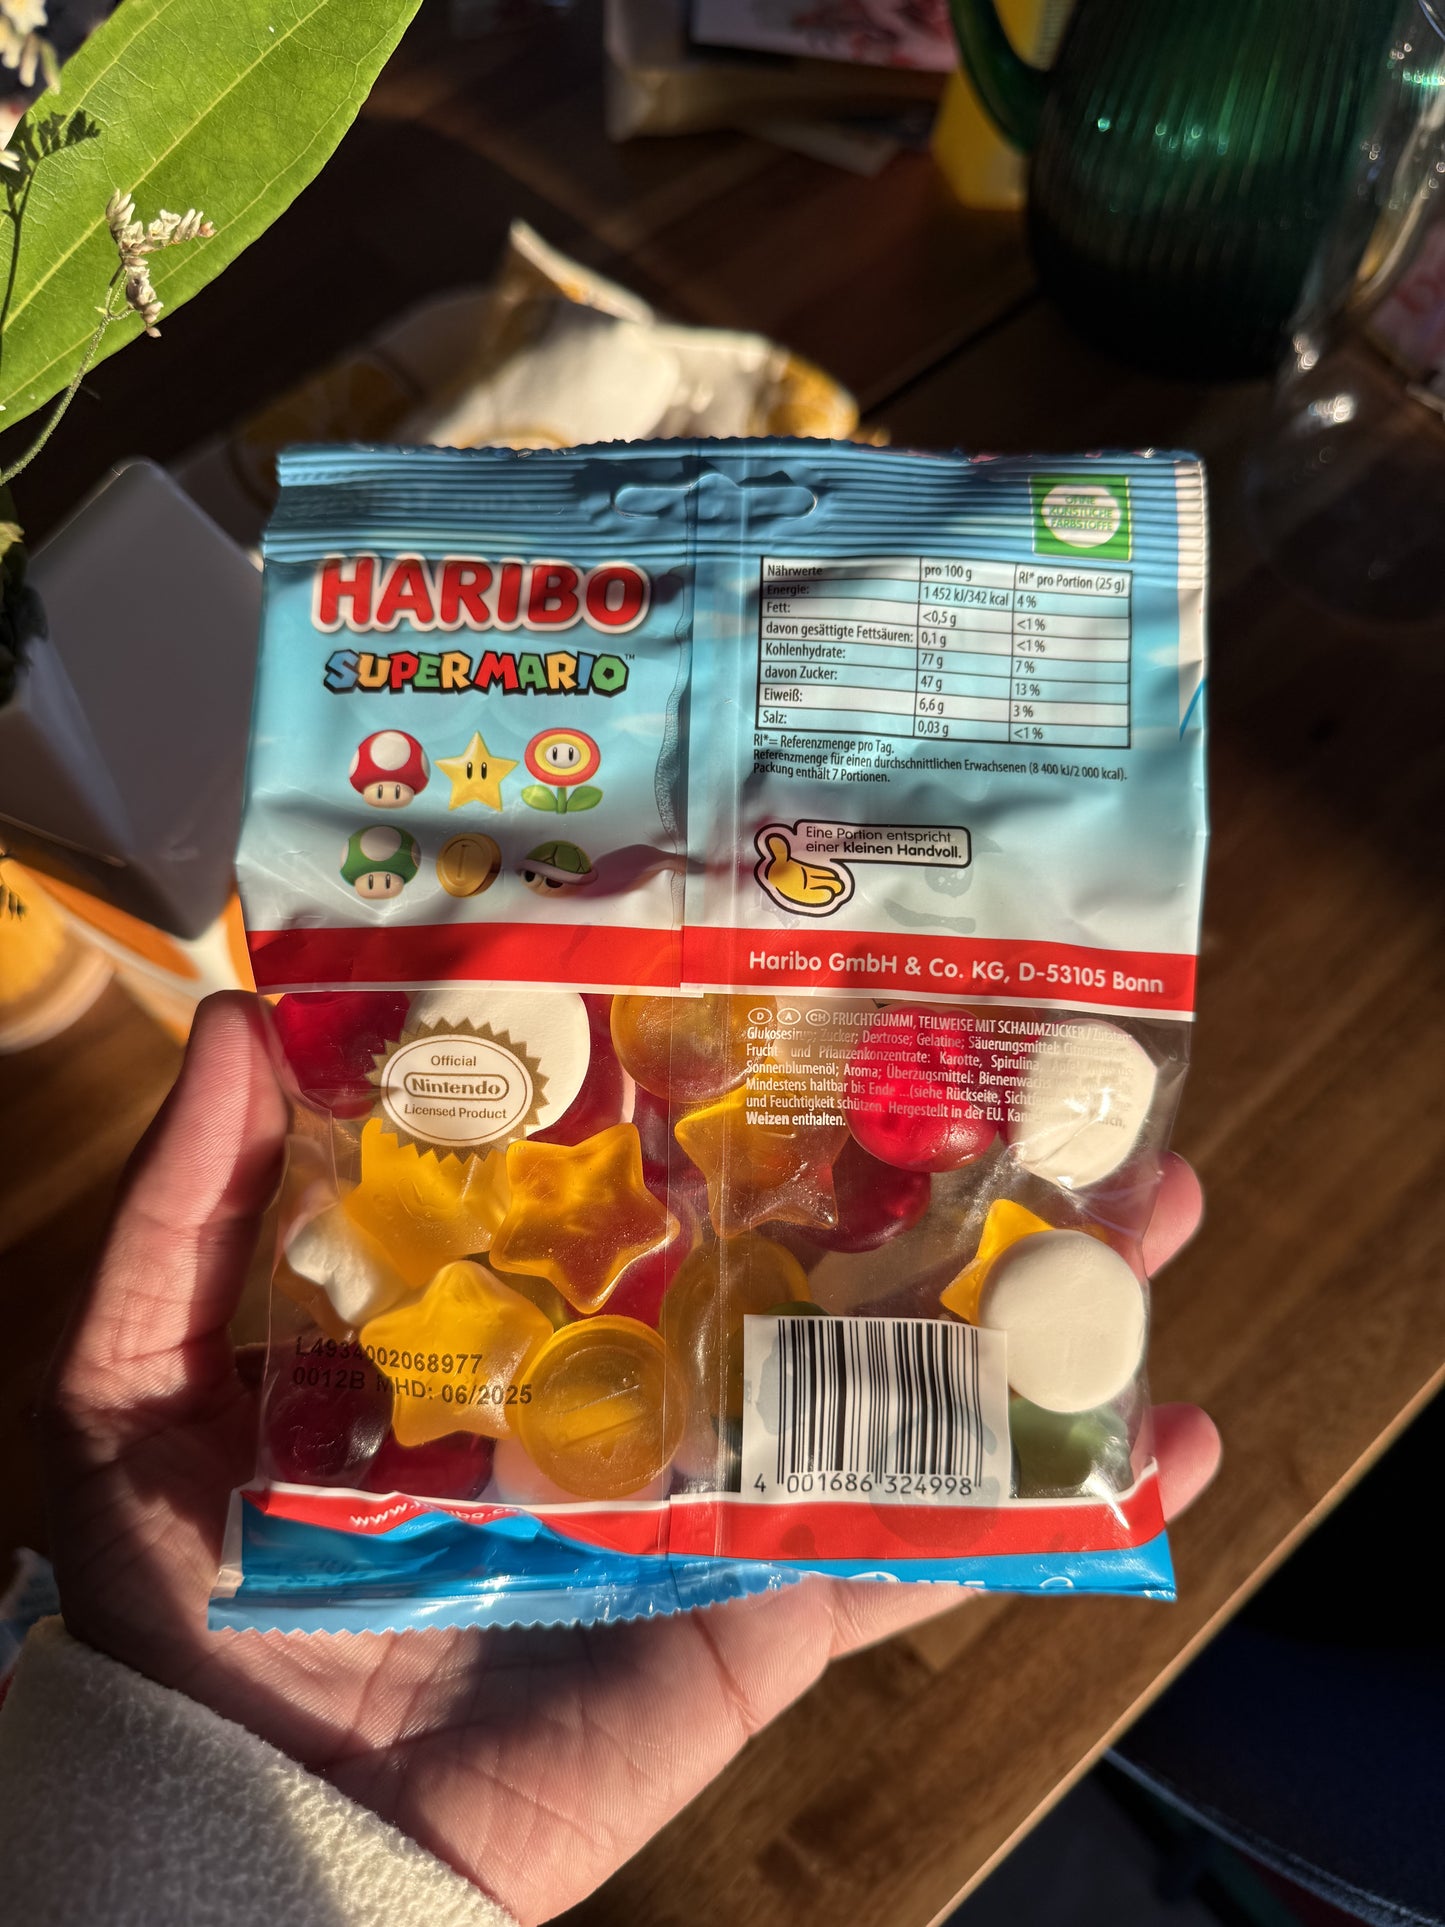 OHNE
KÜNSTLICHE
FARBSTOFFE
HARIBO
SUPER MARIO™
Nährwerte pro 100 g RI* pro Portion (25 g)
Energie: 1 452 kJ/342 kcal 4 %
Fett: <0,5 g <1 %
davon gesättigte Fettsäuren: 0,1 g <1 %
Kohlenhydrate: 77 g 7 %
davon Zucker: 47 g 13 %
Eiweiß: 6,6 g 3 %
Salz: 0,03 g <1 %
RI*= Referenzmenge pro Tag.
Referenzmenge für einen durchschnittlichen Erwachsenen (8 400 kJ/2 000 kcal).
Packung enthält 7 Portionen.
Eine Portion entspricht
einer kleinen Handvoll.
Haribo GmbH & Co. KG, D-53105 Bonn
Official
Nintendo
Licensed Product
D A CH FRUCHTGUMMI, TEILWEISE MIT SCHAUMZUCKER / Zutaten:
Glukosesirup; Zucker; Dextrose; Gelatine; Säuerungsmittel:
Frucht- und Pflanzenkonzentrate: Karotte, Spirulina,
Sonnenblumenöl; Aroma; Überzugsmittel: Bienenwachs
Mindestens haltbar bis Ende ...(siehe Rückseite,
und Feuchtigkeit schützen. Hergestellt in der EU.
Weizen enthalten.
L4934002068977
0012B MHD: 06/2025
4 001686 324998